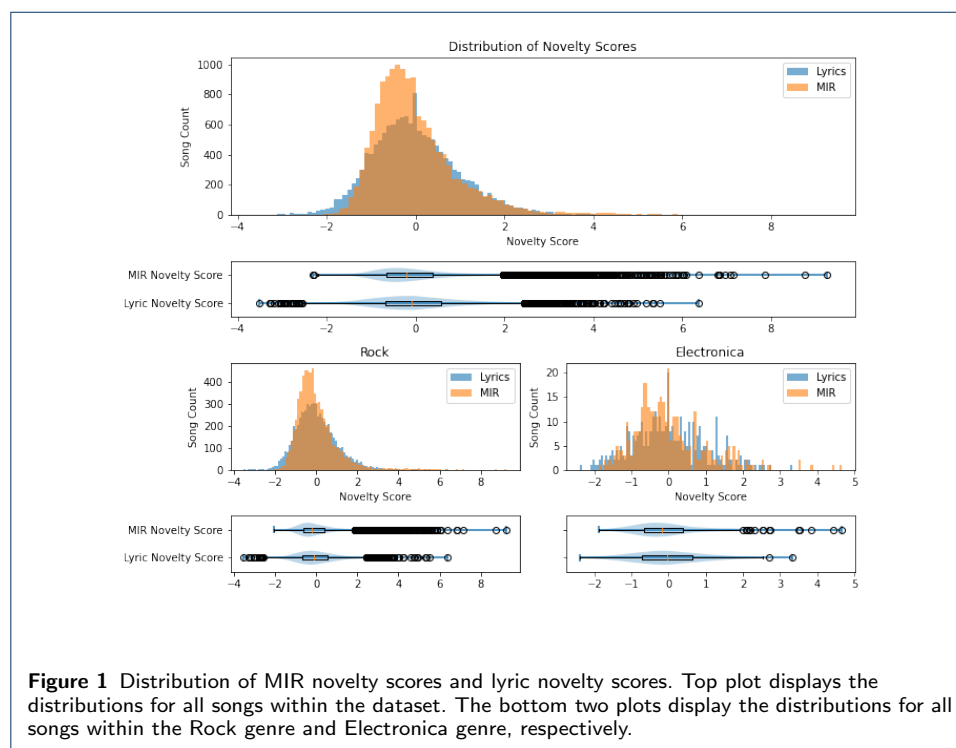 Distribution of Novelty Scores
1000
800
600
400
200
0
Song Count
Lyrics
MIR
−4 −2 0 2 4 6 8
Novelty Score
MIR Novelty Score
Lyric Novelty Score
−4 −2 0 2 4 6 8
Rock
400
300
200
100
0
Song Count
Lyrics
MIR
−4 −2 0 2 4 6 8
Novelty Score
Electronica
20
15
10
5
0
Song Count
Lyrics
MIR
−2 −1 0 1 2 3 4 5
Novelty Score
MIR Novelty Score
Lyric Novelty Score
−4 −2 0 2 4 6 8
−2 −1 0 1 2 3 4 5
Figure 1 Distribution of MIR novelty scores and lyric novelty scores. Top plot displays the
distributions for all songs within the dataset. The bottom two plots display the distributions for all
songs within the Rock genre and Electronica genre, respectively.